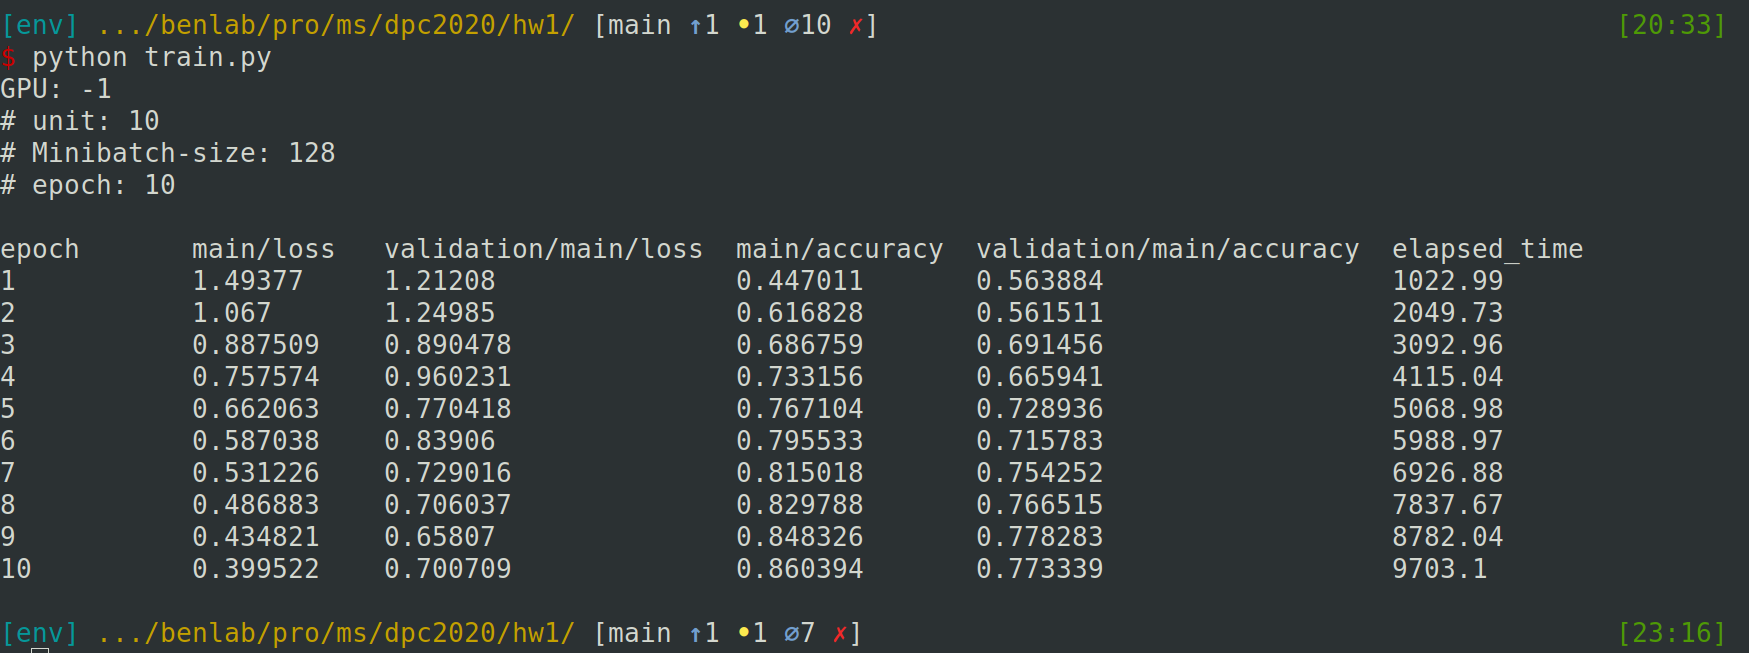 [env] .../benlab/pro/ms/dpc2020/hw1/ [main ↑1 •1 ⌀10 ✗] [20:33]
$ python train.py
GPU: -1
# unit: 10
# Minibatch-size: 128
# epoch: 10
epoch main/loss validation/main/loss main/accuracy validation/main/accuracy elapsed_time
1 1.49377 1.21208 0.447011 0.563884 1022.99
2 1.067 1.24985 0.616828 0.561511 2049.73
3 0.887509 0.890478 0.686759 0.691456 3092.96
4 0.757574 0.960231 0.733156 0.665941 4115.04
5 0.662063 0.770418 0.767104 0.728936 5068.98
6 0.587038 0.83906 0.795533 0.715783 5988.97
7 0.531226 0.729016 0.815018 0.754252 6926.88
8 0.486883 0.706037 0.829788 0.766515 7837.67
9 0.434821 0.65807 0.848326 0.778283 8782.04
10 0.399522 0.700709 0.860394 0.773339 9703.1
[env] .../benlab/pro/ms/dpc2020/hw1/ [main ↑1 •1 ⌀7 ✗] [23:16]